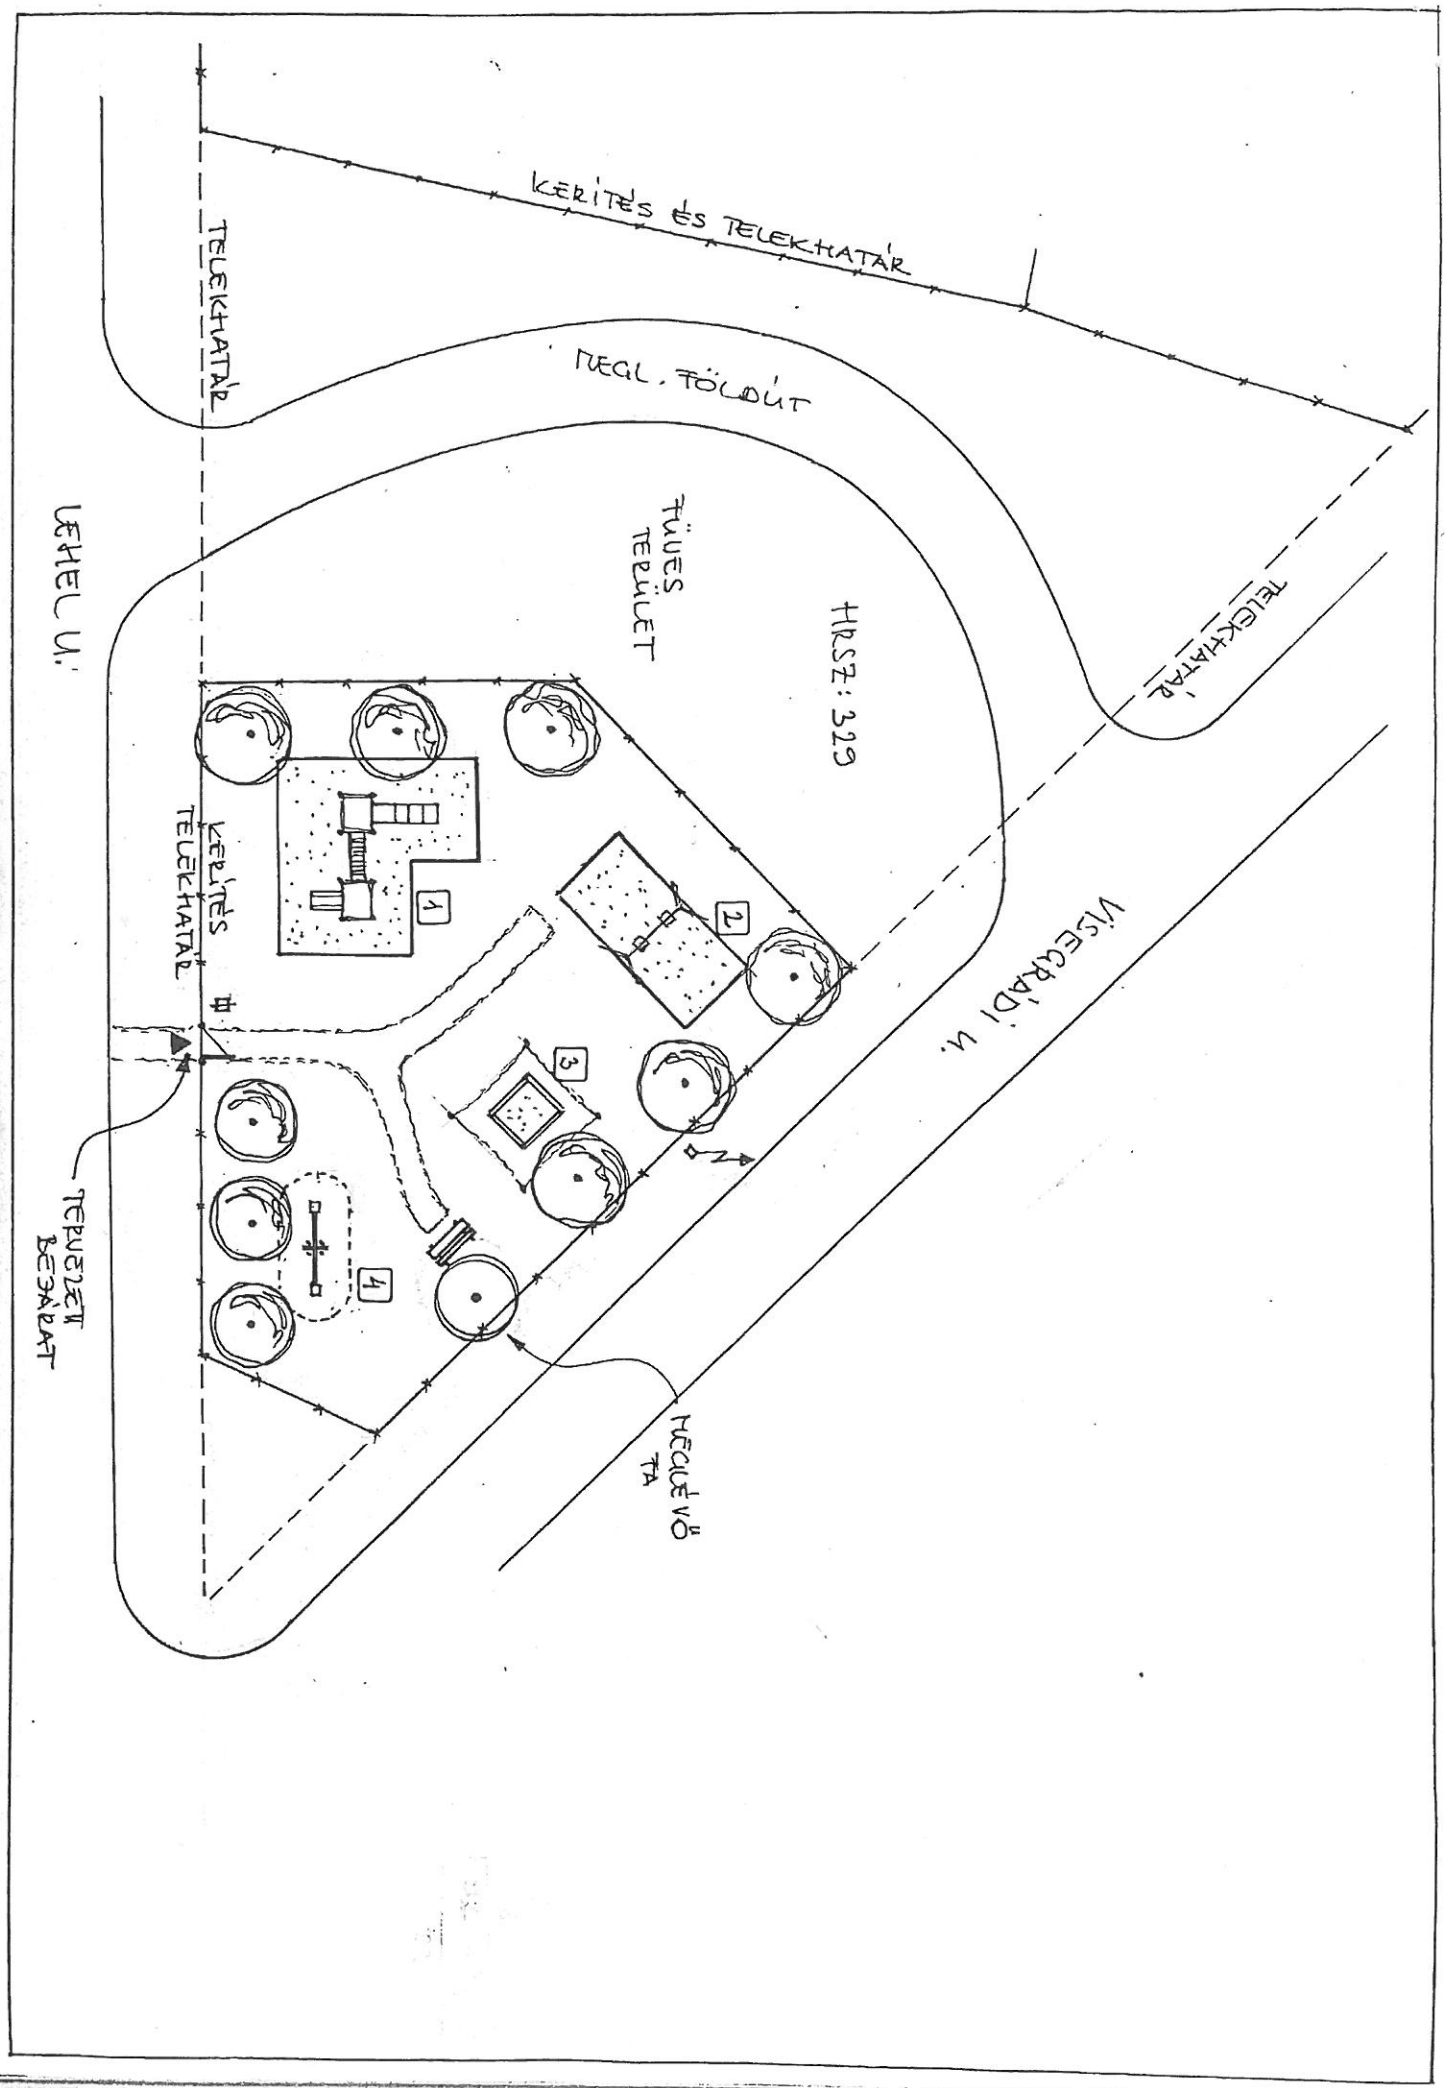 KERÍTÉS ÉS TELEKHATÁR
TELEKHATÁR
MEGL. FÖLDÚT
LEHEL U.
FÜVES
TERÜLET
HRSZ: 329
TELEKHATÁR
VISEGRÁDI U.
KERÍTÉS
TELEKHATÁR
1
2
3
4
TERVEZETT
BEJÁRAT
MEGLÉVŐ
FA